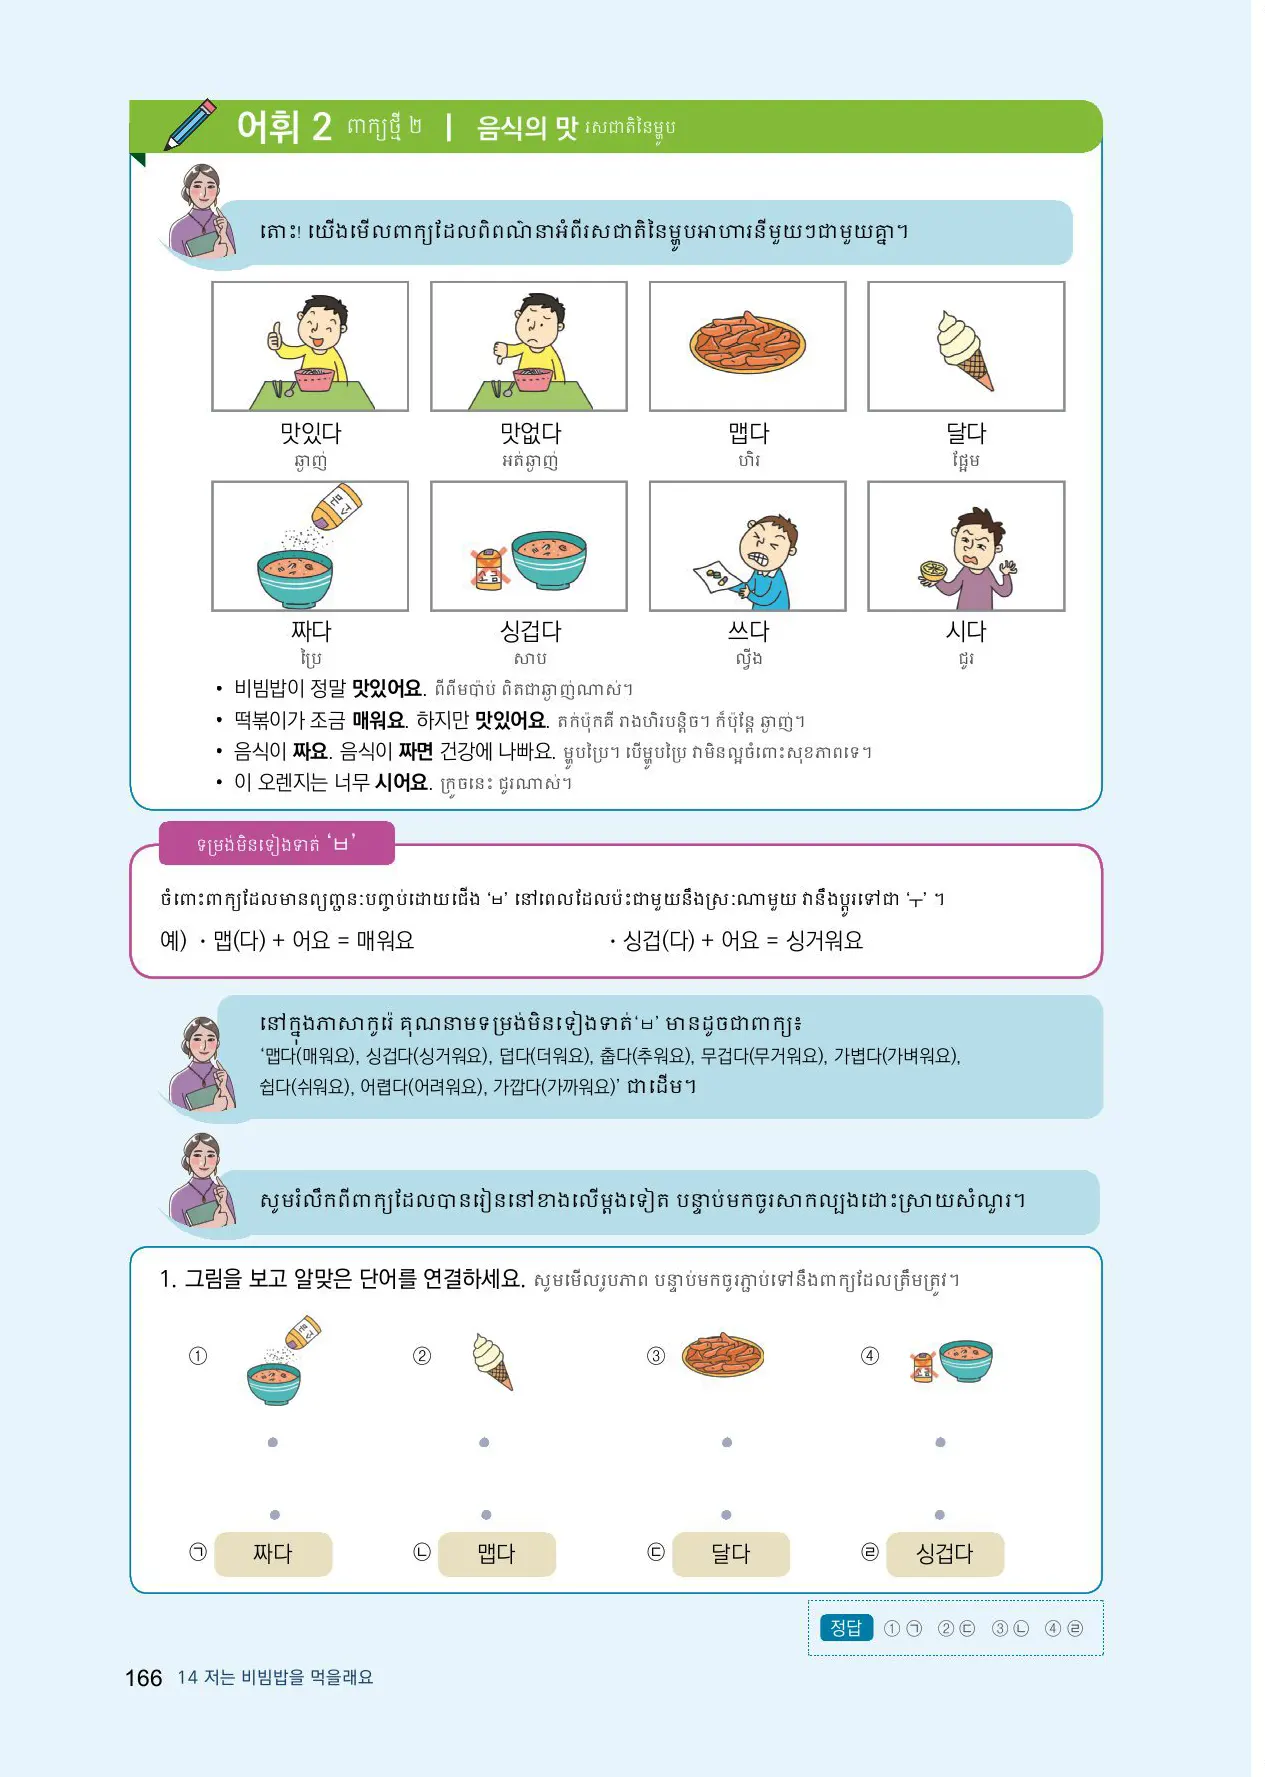 어휘 2 ពាក្យថ្មី ២ | 음식의 맛 រសជាតិនៃម្ហូប
តោះ! យើងមើលពាក្យដែលពិពណ៌នាអំពីរសជាតិនៃម្ហូបអាហារនីមួយៗជាមួយគ្នា។
맛있다 맛없다 맵다 달다
ឆ្ងាញ់ អត់ឆ្ងាញ់ ហិរ ផ្អែម
소금
소금
짜다 싱겁다 쓰다 시다
ប្រៃ សាប ល្វីង ជូរ
• 비빔밥이 정말 맛있어요. ពីពីមប៉ាប់ ពិតជាឆ្ងាញ់ណាស់។
• 떡볶이가 조금 매워요. 하지만 맛있어요. តក់ប៉ុកគី រាងហិរបន្តិច។ ក៏ប៉ុន្តែ ឆ្ងាញ់។
• 음식이 짜요. 음식이 짜면 건강에 나빠요. ម្ហូបប្រៃ។ បើម្ហូបប្រៃ វាមិនល្អចំពោះសុខភាពទេ។
• 이 오렌지는 너무 시어요. ក្រូចនេះ ជូរណាស់។
ទម្រង់មិនទៀងទាត់ ‘ㅂ’
ចំពោះពាក្យដែលមានព្យញ្ជនៈបញ្ចប់ដោយជើង ‘ㅂ’ នៅពេលដែលប៉ះជាមួយនឹងស្រៈណាមួយ វានឹងប្តូរទៅជា ‘ㅜ’ ។
예) · 맵(다) + 어요 = 매워요 · 싱겁(다) + 어요 = 싱거워요
នៅក្នុងភាសាកូរ៉េ គុណនាមទម្រង់មិនទៀងទាត់‘ㅂ’ មានដូចជាពាក្យ៖
‘맵다(매워요), 싱겁다(싱거워요), 덥다(더워요), 춥다(추워요), 무겁다(무거워요), 가볍다(가벼워요),
쉽다(쉬워요), 어렵다(어려워요), 가깝다(가까워요)’ ជាដើម។
សូមរំលឹកពីពាក្យដែលបានរៀននៅខាងលើម្តងទៀត បន្ទាប់មកចូរសាកល្បងដោះស្រាយសំណួរ។
1. 그림을 보고 알맞은 단어를 연결하세요. សូមមើលរូបភាព បន្ទាប់មកចូរភ្ជាប់ទៅនឹងពាក្យដែលត្រឹមត្រូវ។
① ② ③ ④
㉠ 짜다 ㉡ 맵다 ㉢ 달다 ㉣ 싱겁다
정답 ① ㉠ ② ㉢ ③ ㉡ ④ ㉣
166 14 저는 비빔밥을 먹을래요